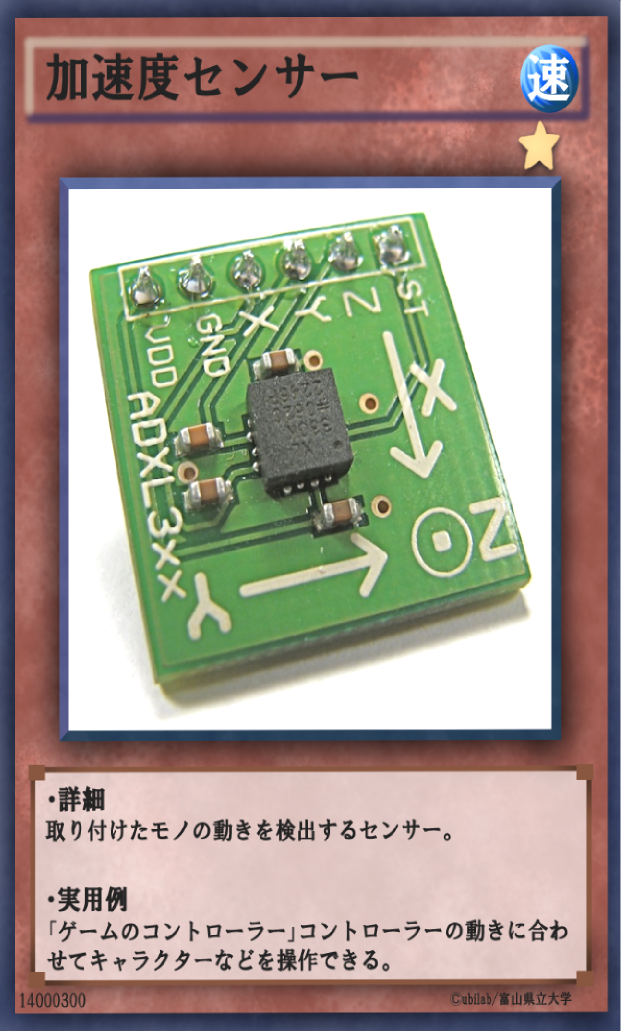 加速度センサー
速
ST
Z
Y
X
GND
VDD
X
ADXL3xx
Z
Y
・詳細
取り付けたモノの動きを検出するセンサー。
・実用例
「ゲームのコントローラー」コントローラーの動きに合わ
せてキャラクターなどを操作できる。
14000300
©ubilab/富山県立大学